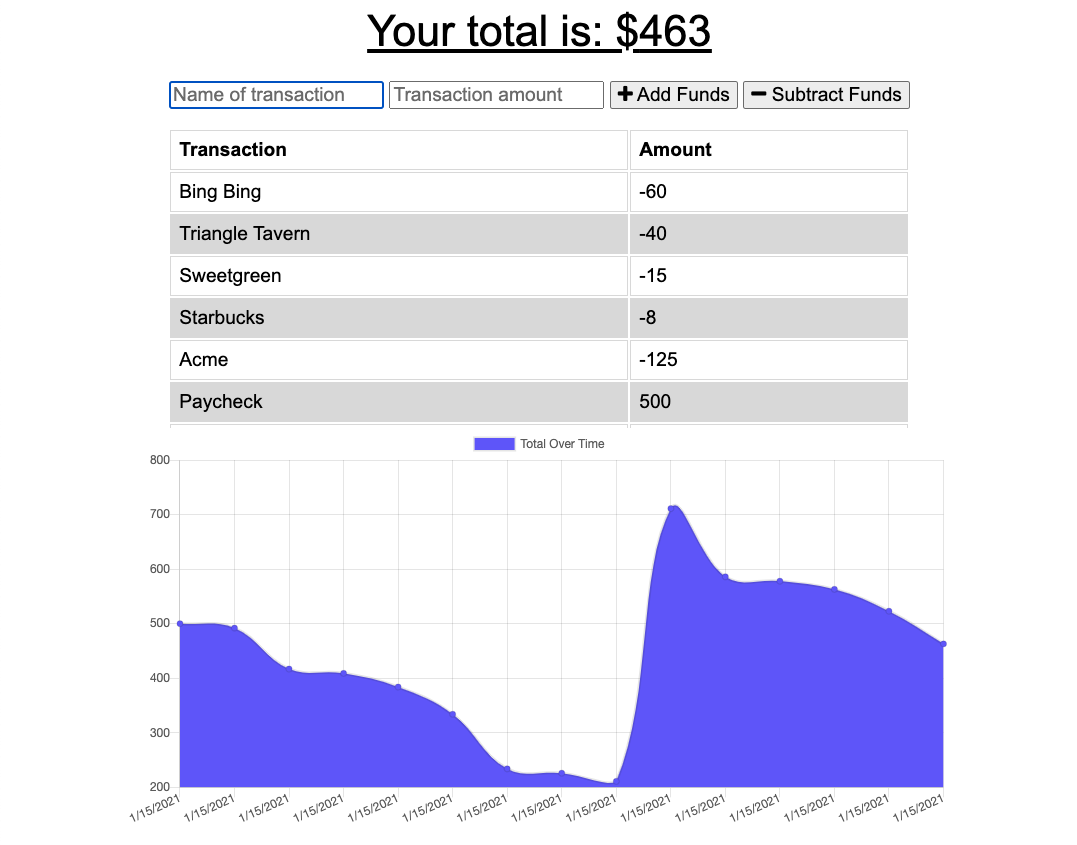 Your total is: $463
Name of transaction Transaction amount Add Funds Subtract Funds
Transaction Amount
Bing Bing -60
Triangle Tavern -40
Sweetgreen -15
Starbucks -8
Acme -125
Paycheck 500
Total Over Time
800
700
600
500
400
300
200
1/15/2021 1/15/2021 1/15/2021 1/15/2021 1/15/2021 1/15/2021 1/15/2021 1/15/2021 1/15/2021 1/15/2021 1/15/2021 1/15/2021 1/15/2021 1/15/2021 1/15/2021